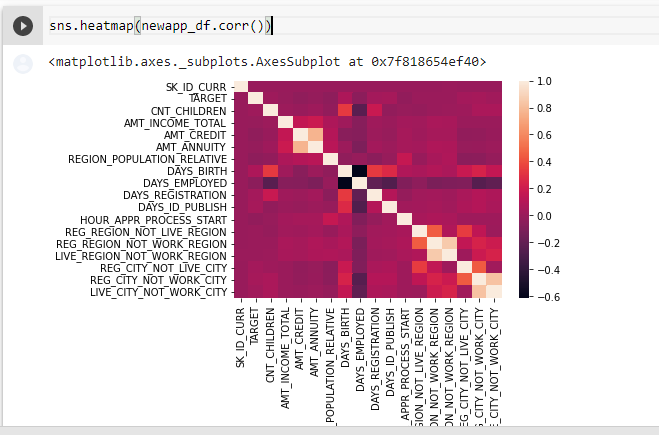 sns.heatmap(newapp_df.corr())
<matplotlib.axes._subplots.AxesSubplot at 0x7f818654ef40>
SK_ID_CURR
TARGET
CNT_CHILDREN
AMT_INCOME_TOTAL
AMT_CREDIT
AMT_ANNUITY
REGION_POPULATION_RELATIVE
DAYS_BIRTH
DAYS_EMPLOYED
DAYS_REGISTRATION
DAYS_ID_PUBLISH
HOUR_APPR_PROCESS_START
REG_REGION_NOT_LIVE_REGION
REG_REGION_NOT_WORK_REGION
LIVE_REGION_NOT_WORK_REGION
REG_CITY_NOT_LIVE_CITY
REG_CITY_NOT_WORK_CITY
LIVE_CITY_NOT_WORK_CITY
1.0
0.8
0.6
0.4
0.2
0.0
−0.2
−0.4
−0.6
SK_ID_CURR
TARGET
CNT_CHILDREN
AMT_INCOME_TOTAL
AMT_CREDIT
AMT_ANNUITY
_POPULATION_RELATIVE
DAYS_BIRTH
DAYS_EMPLOYED
DAYS_REGISTRATION
DAYS_ID_PUBLISH
_APPR_PROCESS_START
GION_NOT_LIVE_REGION
ON_NOT_WORK_REGION
ON_NOT_WORK_REGION
REG_CITY_NOT_LIVE_CITY
_CITY_NOT_WORK_CITY
E_CITY_NOT_WORK_CITY